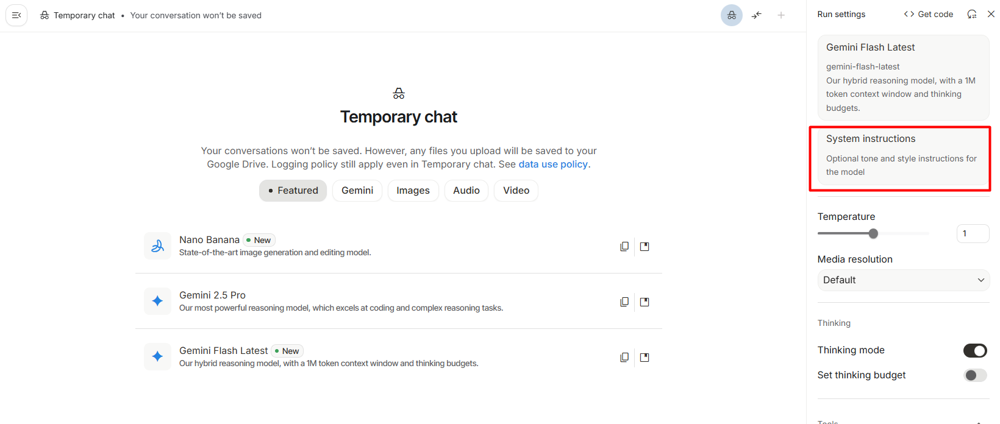 Temporary chat • Your conversation won't be saved
Temporary chat
Your conversations won't be saved. However, any files you upload will be saved to your
Google Drive. Logging policy still apply even in Temporary chat. See data use policy.
Featured Gemini Images Audio Video
Nano Banana New
State-of-the-art image generation and editing model.
Gemini 2.5 Pro
Our most powerful reasoning model, which excels at coding and complex reasoning tasks.
Gemini Flash Latest New
Our hybrid reasoning model, with a 1M token context window and thinking budgets.
Run settings <> Get code
Gemini Flash Latest
gemini-flash-latest
Our hybrid reasoning model, with a 1M
token context window and thinking
budgets.
System instructions
Optional tone and style instructions for
the model
Temperature
1
Media resolution
Default
Thinking
Thinking mode
Set thinking budget
Tools